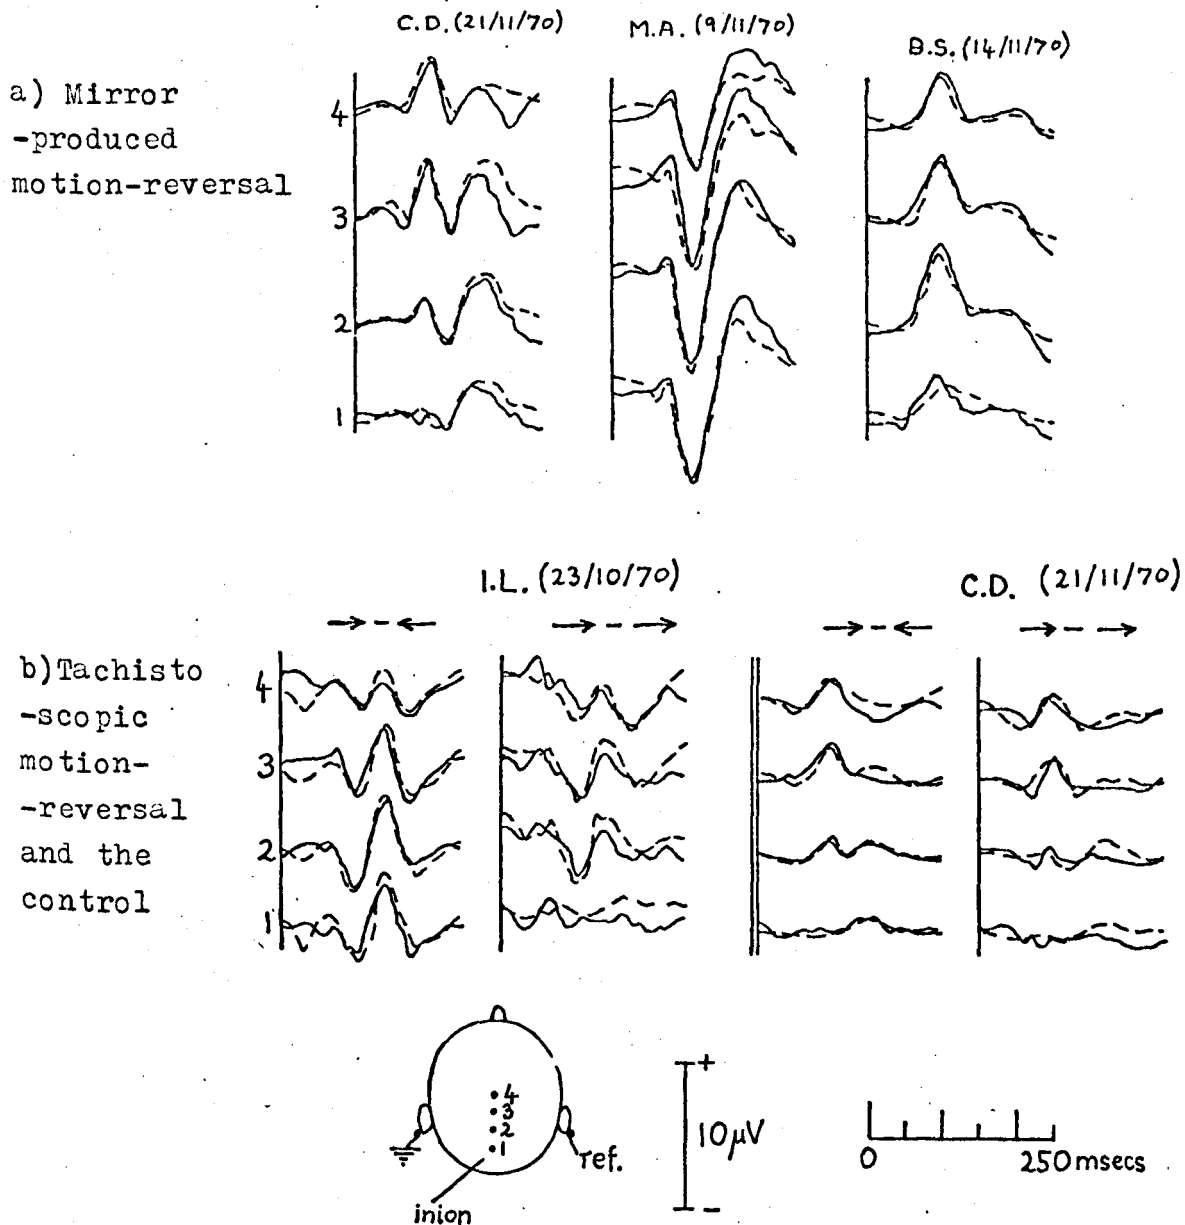 C.D. (21/11/70)
M.A. (9/11/70)
B.S. (14/11/70)
a) Mirror
-produced
motion-reversal
4
3
2
1
I.L. (23/10/70)
C.D. (21/11/70)
b)Tachisto
-scopic
motion-
-reversal
and the
control
4
3
2
1
4
3
2
1
inion
ref.
+
10µV
-
0
250 msecs